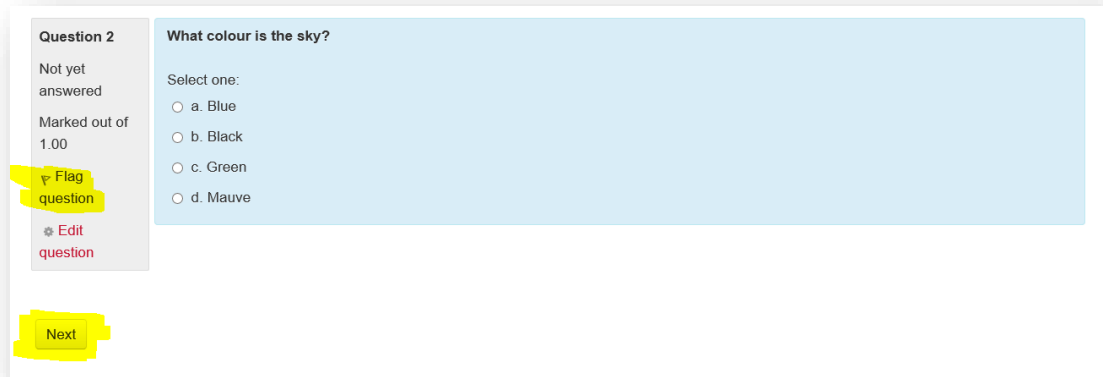 Question 2
Not yet
answered
Marked out of
1.00
Flag
question
Edit
question
What colour is the sky?
Select one:
a. Blue
b. Black
c. Green
d. Mauve
Next